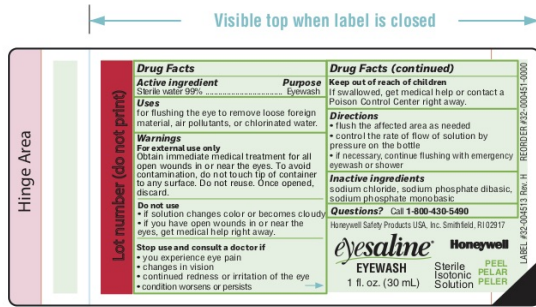 Visible top when label is closed
Hinge Area
Lot number (do not print)
Drug Facts
Active ingredient Purpose
Sterile water 99% ........................ Eyewash
Uses
for flushing the eye to remove loose foreign
material, air pollutants, or chlorinated water.
Warnings
For external use only
Obtain immediate medical treatment for all
open wounds in or near the eyes. To avoid
contamination, do not touch tip of container
to any surface. Do not reuse. Once opened,
discard.
Do not use
• if solution changes color or becomes cloudy
• if you have open wounds in or near the
eyes, get medical help right away.
Stop use and consult a doctor if
• you experience eye pain
• changes in vision
• continued redness or irritation of the eye
• condition worsens or persists
Drug Facts (continued)
Keep out of reach of children
If swallowed, get medical help or contact a
Poison Control Center right away.
Directions
• flush the affected area as needed
• control the rate of flow of solution by
pressure on the bottle
• if necessary, continue flushing with emergency
eyewash or shower
Inactive ingredients
sodium chloride, sodium phosphate dibasic,
sodium phosphate monobasic
Questions? Call 1-800-430-5490
Honeywell Safety Products USA, Inc. Smithfield, RI 02917
eyesaline®
EYEWASH
1 fl. oz. (30 mL)
Honeywell
Sterile
Isotonic
Solution
PEEL
PELAR
PELER
LABEL #32-004513 Rev. H REORDER #32-000451-0000